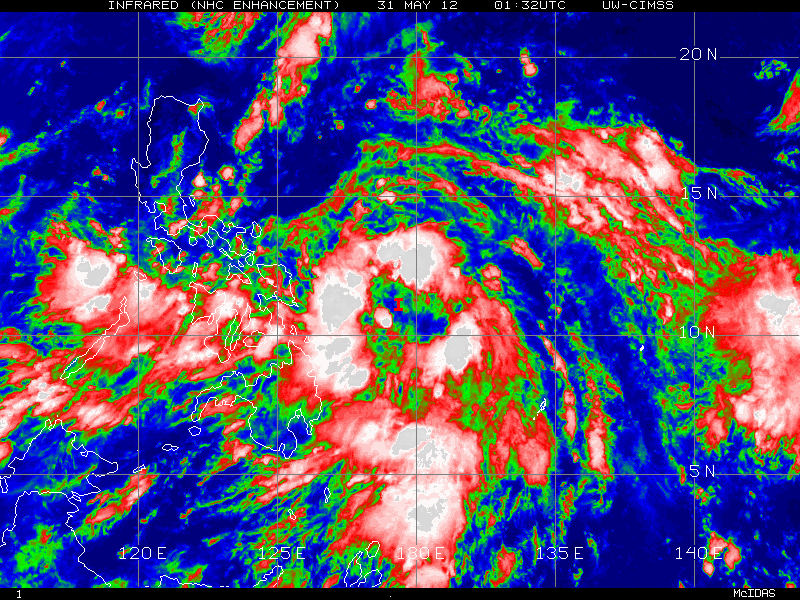 INFRARED (NHC ENHANCEMENT) 31 MAY 12 01:32UTC UW-CIMSS
20 N
15 N
10 N
5 N
120 E 125 E 180 E 135 E 140 E
1 McIDAS